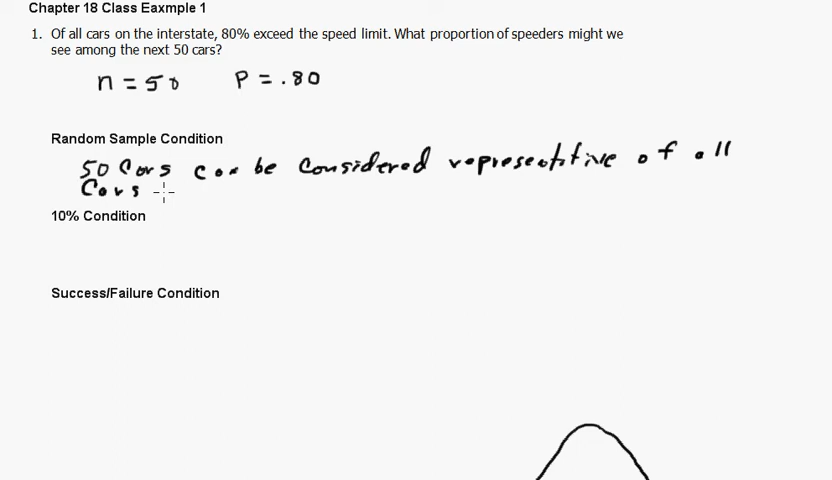 Chapter 18 Class Eaxmple 1
1. Of all cars on the interstate, 80% exceed the speed limit. What proportion of speeders might we
see among the next 50 cars?
n = 50 P = .80
Random Sample Condition
50 Cars can be considered representitive of all
Cars
10% Condition
Success/Failure Condition